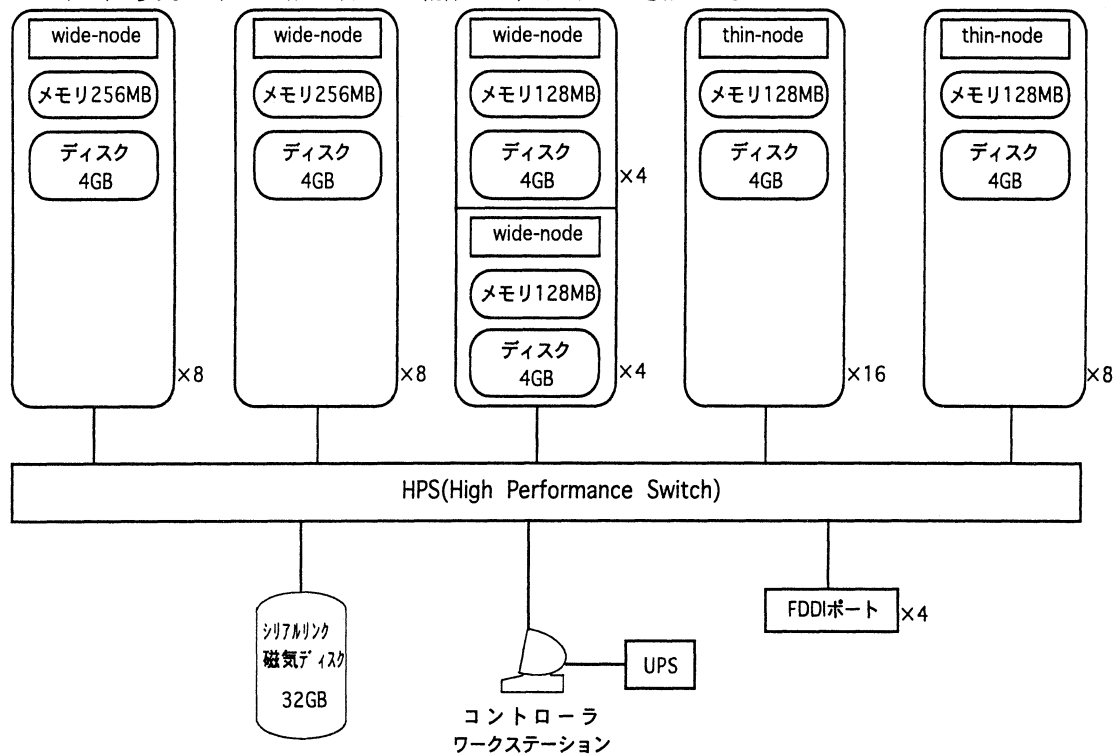 wide-node
メモリ256MB
ディスク
4GB
×8
wide-node
メモリ256MB
ディスク
4GB
×8
wide-node
メモリ128MB
ディスク
4GB
×4
wide-node
メモリ128MB
ディスク
4GB
×4
thin-node
メモリ128MB
ディスク
4GB
×16
thin-node
メモリ128MB
ディスク
4GB
×8
HPS(High Performance Switch)
シリアルリンク
磁気ディスク
32GB
コントローラ
ワークステーション
UPS
FDDIポート
×4